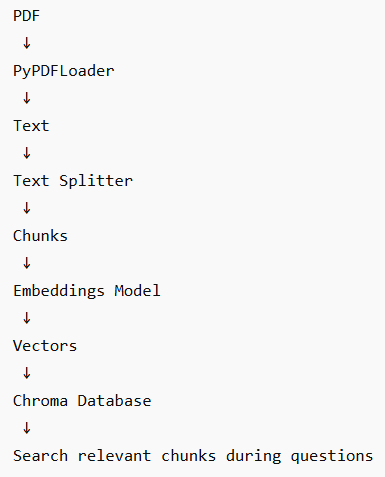 PDF
↓
PyPDFLoader
↓
Text
↓
Text Splitter
↓
Chunks
↓
Embeddings Model
↓
Vectors
↓
Chroma Database
↓
Search relevant chunks during questions